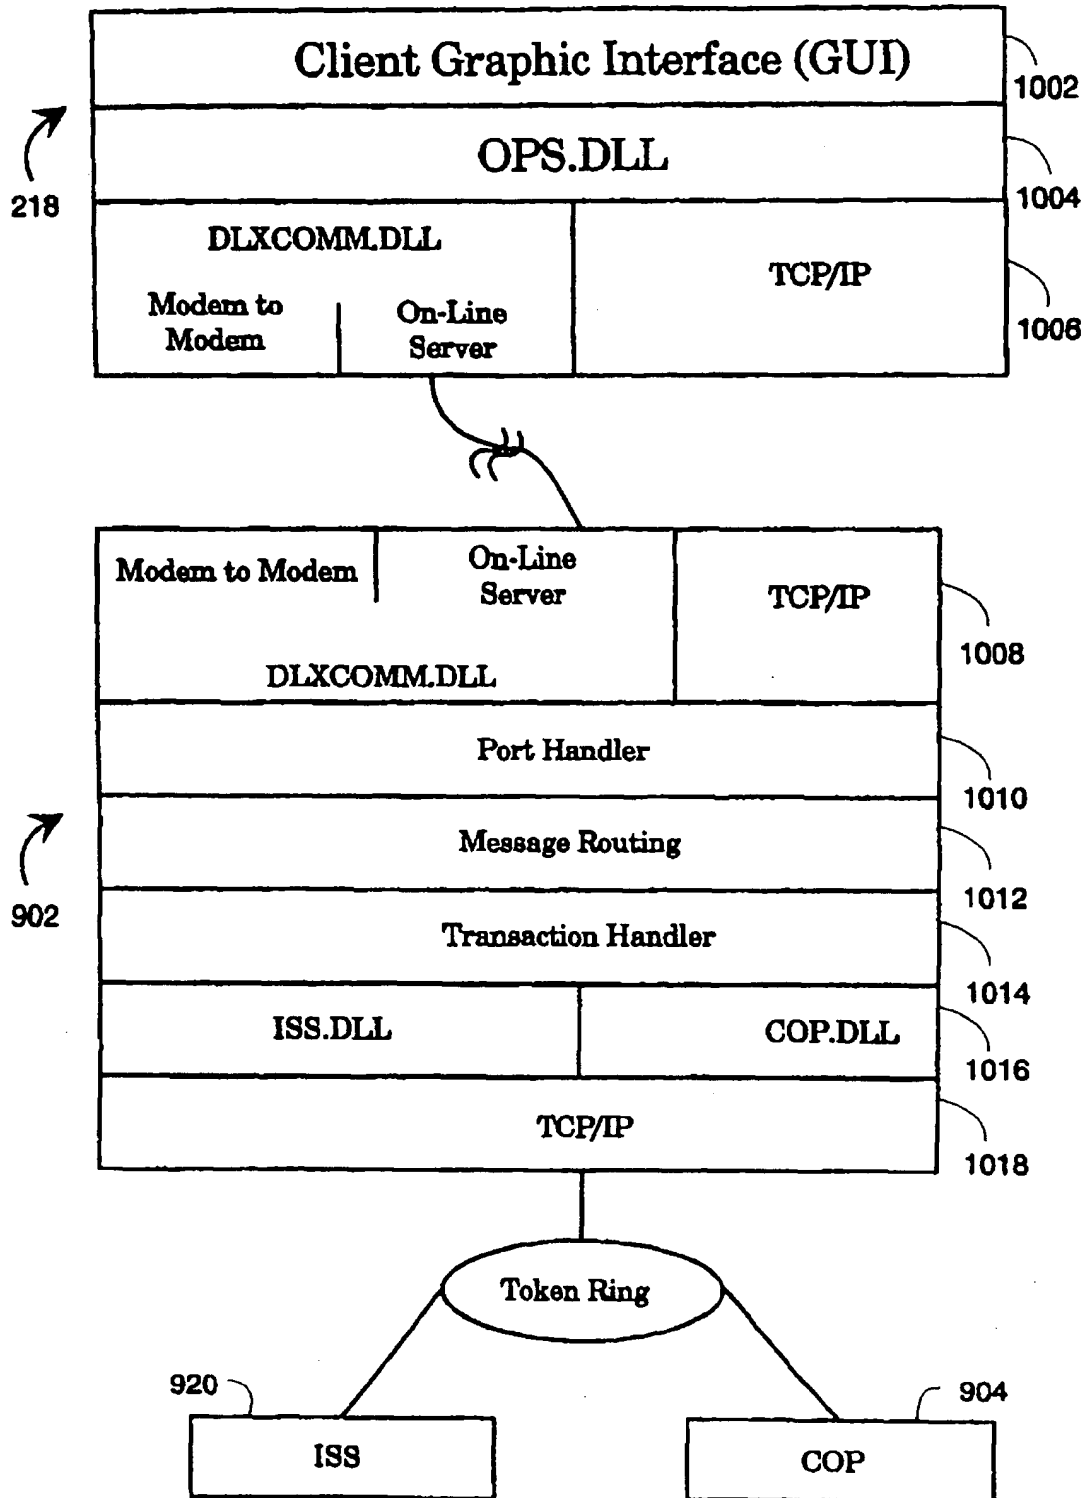 Client Graphic Interface (GUI)
1002
OPS.DLL
1004
218
DLXCOMM.DLL
TCP/IP
Modem to
Modem
On-Line
Server
1006
Modem to Modem
On-Line
Server
TCP/IP
1008
DLXCOMM.DLL
Port Handler
1010
Message Routing
1012
902
Transaction Handler
1014
ISS.DLL
COP.DLL
1016
TCP/IP
1018
Token Ring
920
904
ISS
COP